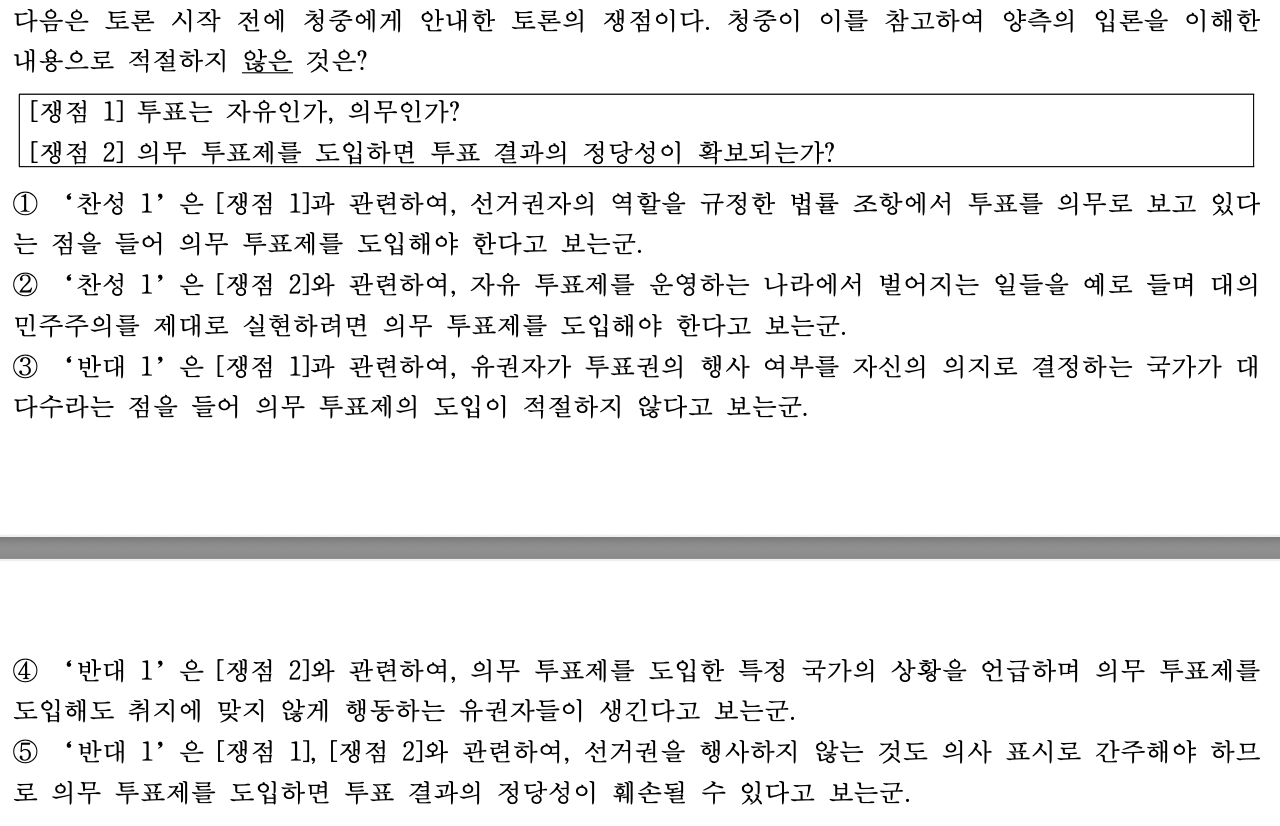 다음은 토론 시작 전에 청중에게 안내한 토론의 쟁점이다. 청중이 이를 참고하여 양측의 입론을 이해한
내용으로 적절하지 않은 것은?
[쟁점 1] 투표는 자유인가, 의무인가?
[쟁점 2] 의무 투표제를 도입하면 투표 결과의 정당성이 확보되는가?
① ‘찬성 1’은 [쟁점 1]과 관련하여, 선거권자의 역할을 규정한 법률 조항에서 투표를 의무로 보고 있다
는 점을 들어 의무 투표제를 도입해야 한다고 보는군.
② ‘찬성 1’은 [쟁점 2]와 관련하여, 자유 투표제를 운영하는 나라에서 벌어지는 일들을 예로 들며 대의
민주주의를 제대로 실현하려면 의무 투표제를 도입해야 한다고 보는군.
③ ‘반대 1’은 [쟁점 1]과 관련하여, 유권자가 투표권의 행사 여부를 자신의 의지로 결정하는 국가가 대
다수라는 점을 들어 의무 투표제의 도입이 적절하지 않다고 보는군.
④ ‘반대 1’은 [쟁점 2]와 관련하여, 의무 투표제를 도입한 특정 국가의 상황을 언급하며 의무 투표제를
도입해도 취지에 맞지 않게 행동하는 유권자들이 생긴다고 보는군.
⑤ ‘반대 1’은 [쟁점 1], [쟁점 2]와 관련하여, 선거권을 행사하지 않는 것도 의사 표시로 간주해야 하므
로 의무 투표제를 도입하면 투표 결과의 정당성이 훼손될 수 있다고 보는군.